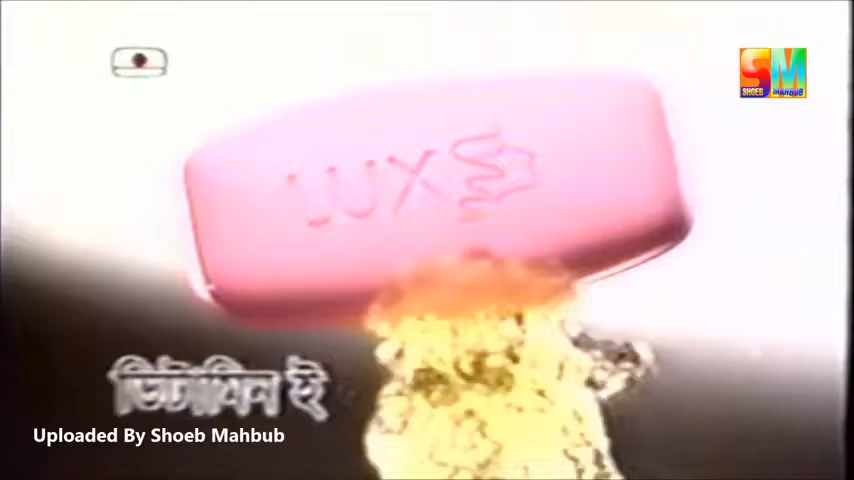 SM
SHOEB MAHBUB
LUX
ভিটামিন ই
Uploaded By Shoeb Mahbub